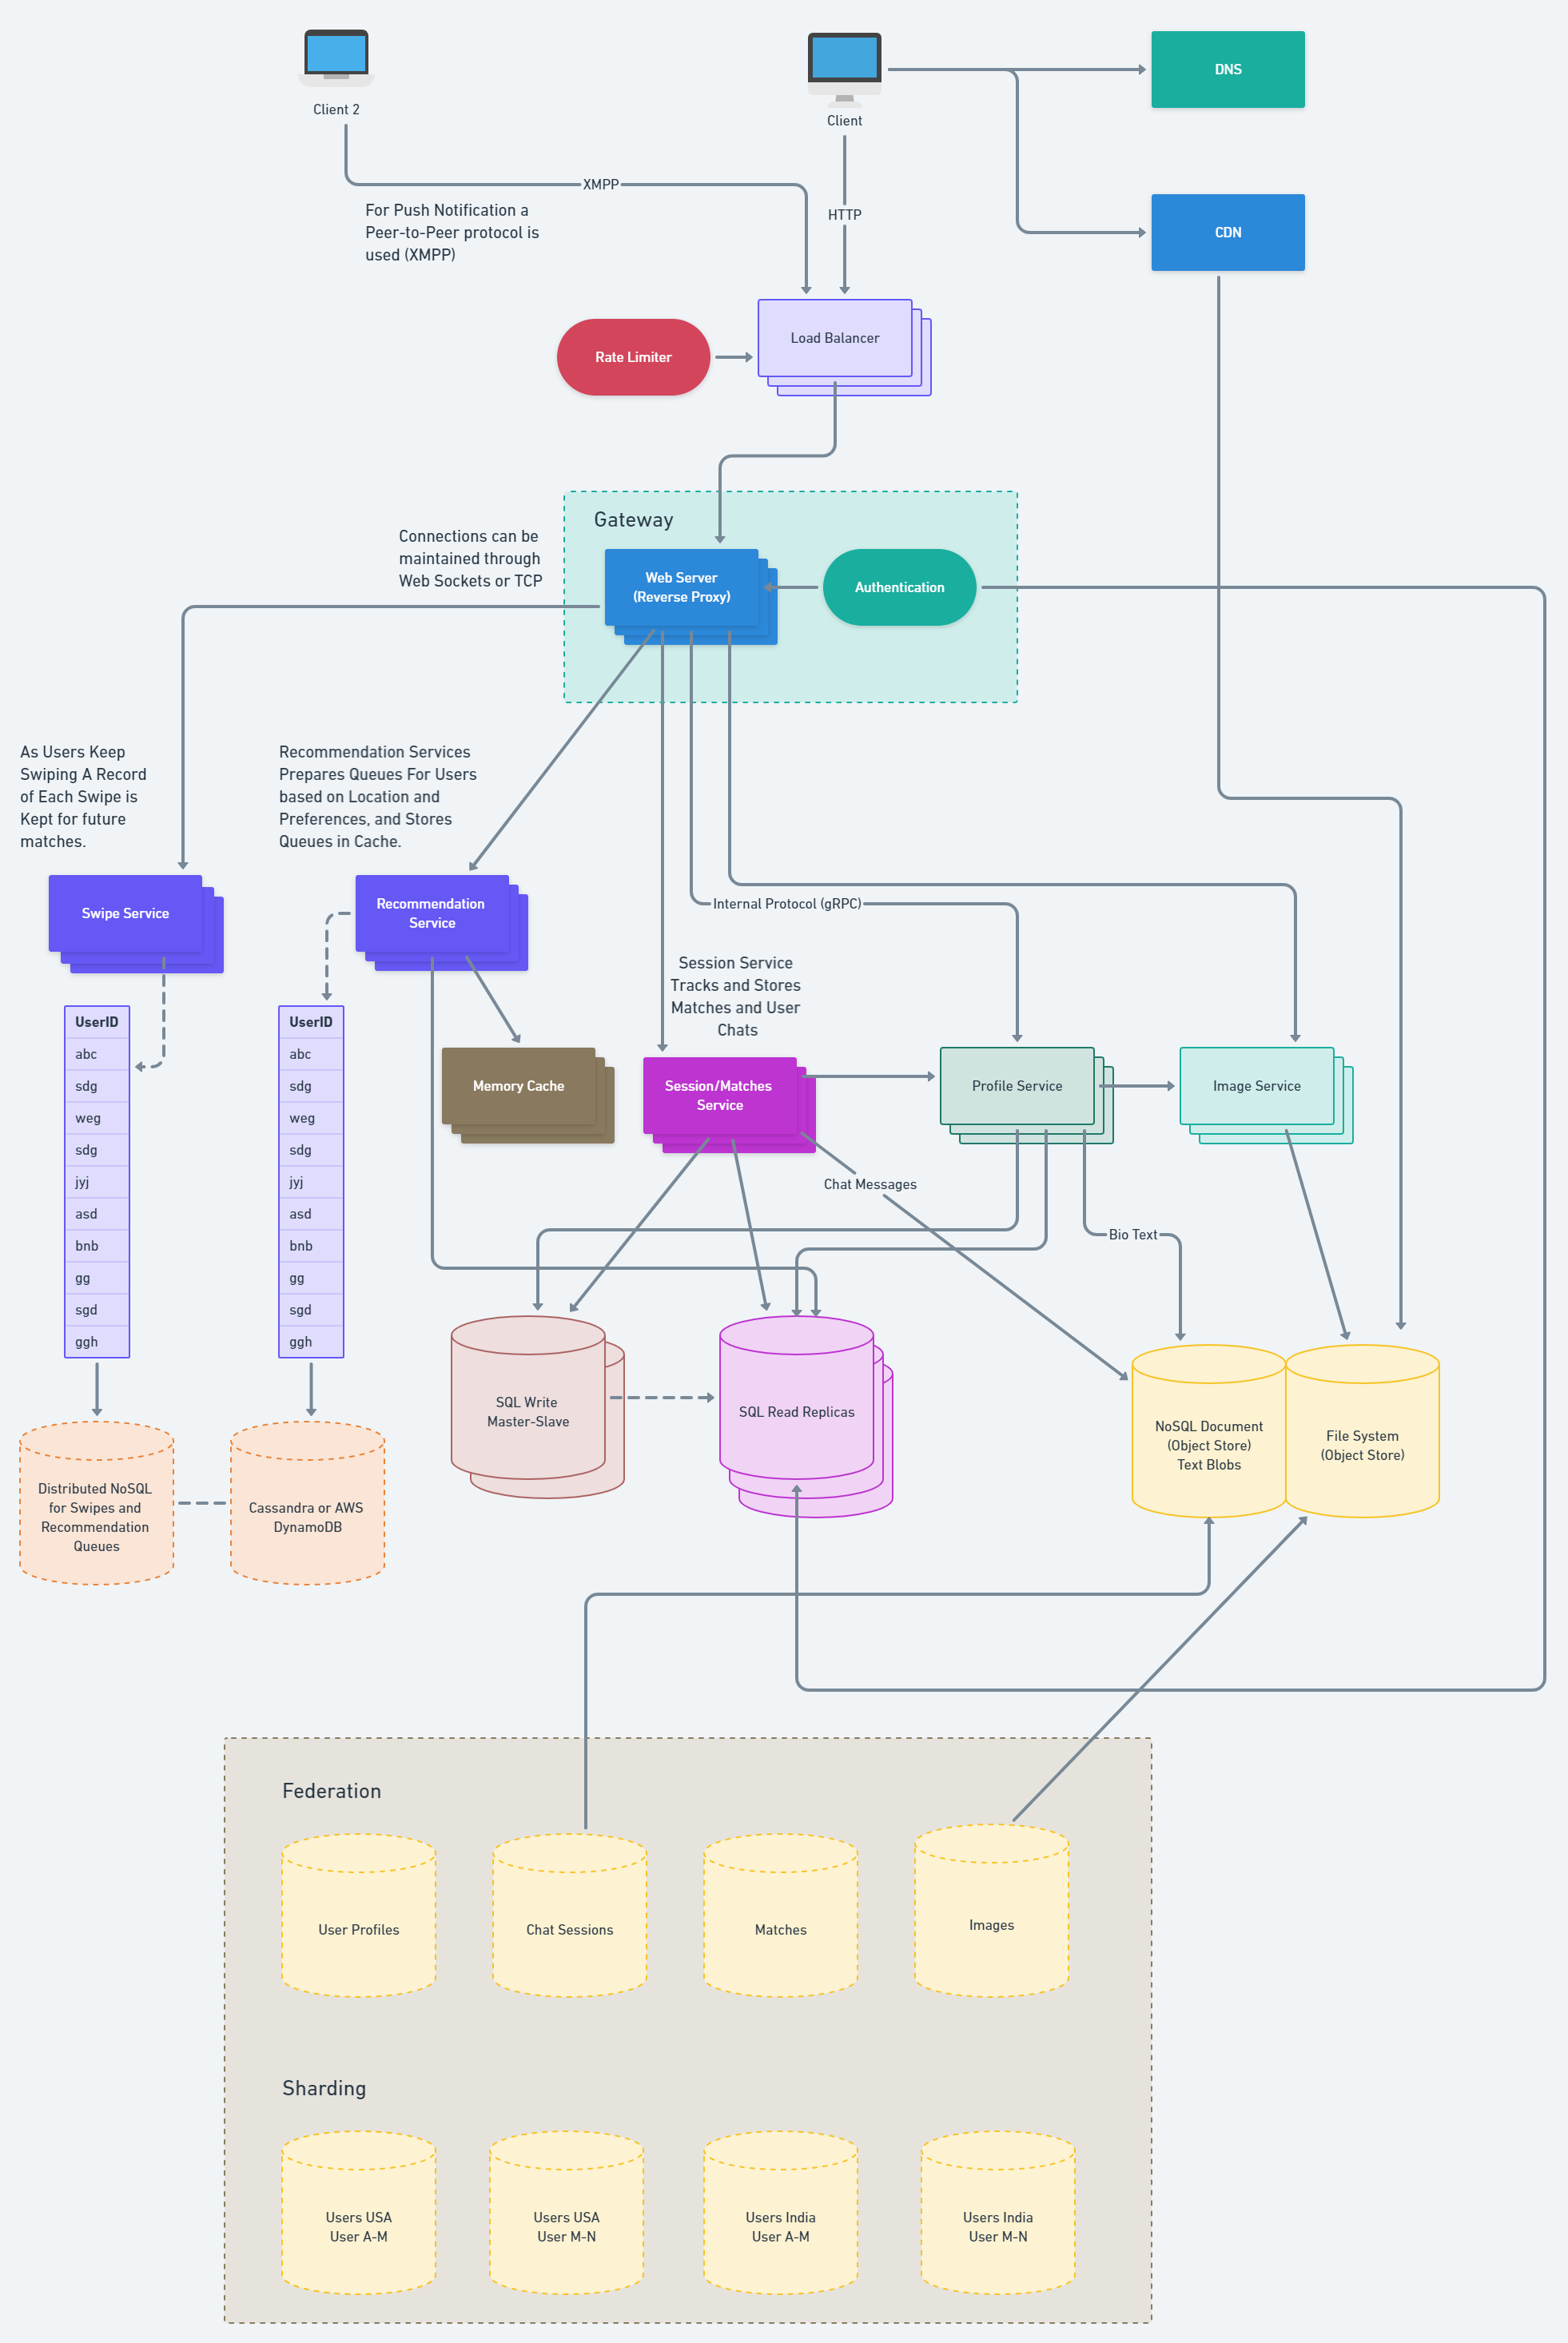 Client 2
Client
DNS
XMPP
For Push Notification a
Peer-to-Peer protocol is
used (XMPP)
HTTP
CDN
Rate Limiter
Load Balancer
Gateway
Connections can be
maintained through
Web Sockets or TCP
Web Server
(Reverse Proxy)
Authentication
As Users Keep
Swiping A Record
of Each Swipe is
Kept for future
matches.
Recommendation Services
Prepares Queues For Users
based on Location and
Preferences, and Stores
Queues in Cache.
Swipe Service
Recommendation
Service
Internal Protocol (gRPC)
Session Service
Tracks and Stores
Matches and User
Chats
UserID
abc
sdg
weg
sdg
jyj
asd
bnb
gg
sgd
ggh
UserID
abc
sdg
weg
sdg
jyj
asd
bnb
gg
sgd
ggh
Memory Cache
Session/Matches
Service
Profile Service
Image Service
Chat Messages
Bio Text
SQL Write
Master-Slave
SQL Read Replicas
NoSQL Document
(Object Store)
Text Blobs
File System
(Object Store)
Distributed NoSQL
for Swipes and
Recommendation
Queues
Cassandra or AWS
DynamoDB
Federation
User Profiles
Chat Sessions
Matches
Images
Sharding
Users USA
User A-M
Users USA
User M-N
Users India
User A-M
Users India
User M-N